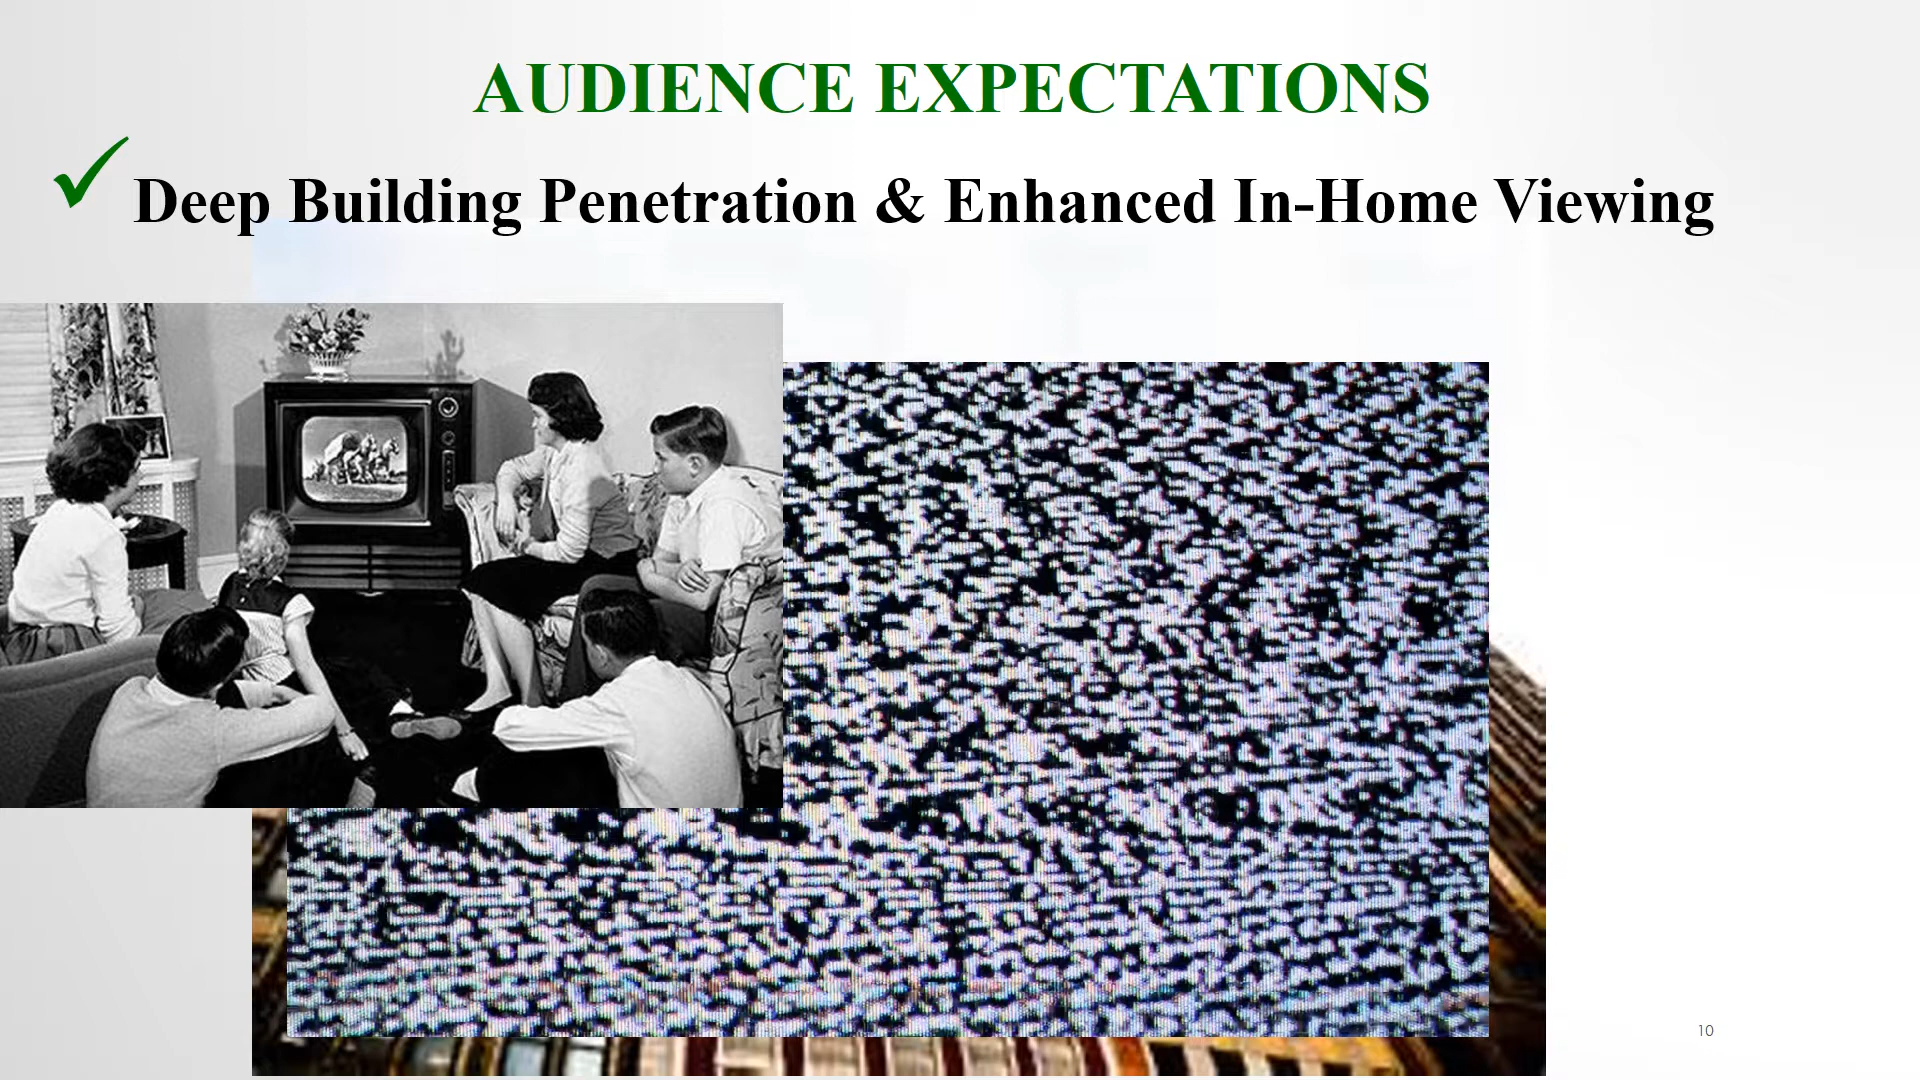 AUDIENCE EXPECTATIONS
✓ Deep Building Penetration & Enhanced In-Home Viewing
10